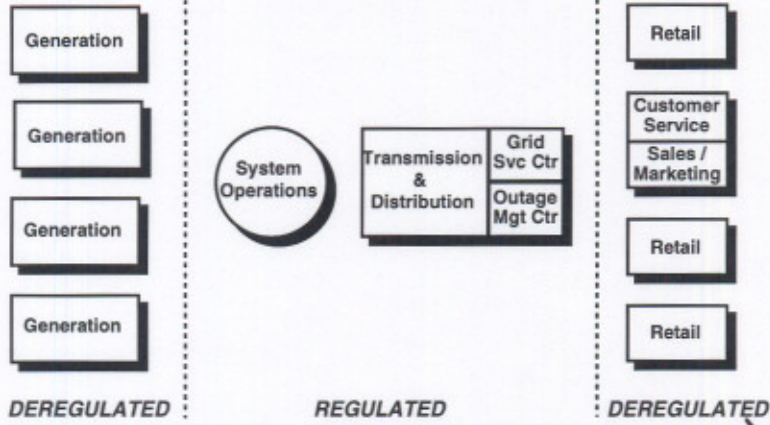 Generation
Generation
Generation
Generation
DEREGULATED
System
Operations
Transmission
&
Distribution
Grid
Svc Ctr
Outage
Mgt Ctr
REGULATED
Retail
Customer
Service
Sales /
Marketing
Retail
Retail
DEREGULATED